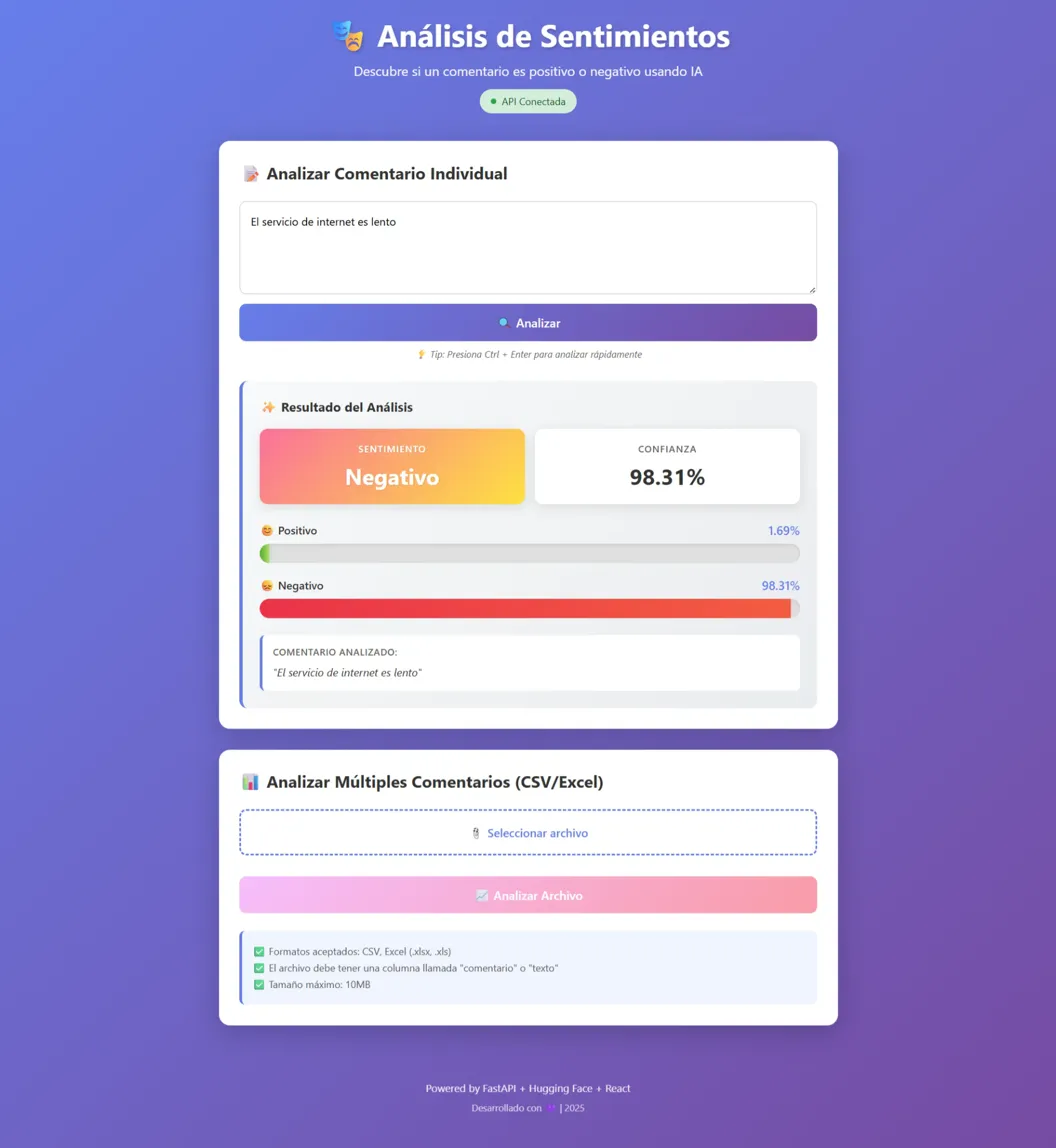 Análisis de Sentimientos
Descubre si un comentario es positivo o negativo usando IA
API Conectada
Analizar Comentario Individual
El servicio de internet es lento
Analizar
Tip: Presiona Ctrl + Enter para analizar rápidamente
Resultado del Análisis
SENTIMIENTO
Negativo
CONFIANZA
98.31%
Positivo 1.69%
Negativo 98.31%
COMENTARIO ANALIZADO:
"El servicio de internet es lento"
Analizar Múltiples Comentarios (CSV/Excel)
Seleccionar archivo
Analizar Archivo
Formatos aceptados: CSV, Excel (.xlsx, .xls)
El archivo debe tener una columna llamada "comentario" o "texto"
Tamaño máximo: 10MB
Powered by FastAPI + Hugging Face + React
Desarrollado con 💜 | 2025